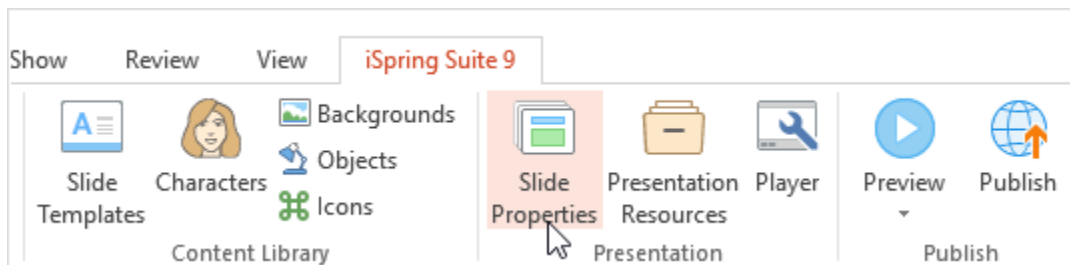 Show Review View iSpring Suite 9
A
Backgrounds
Objects
Icons
Slide Templates
Characters
Content Library
Slide Properties
Presentation Resources
Player
Presentation
Preview
Publish
Publish